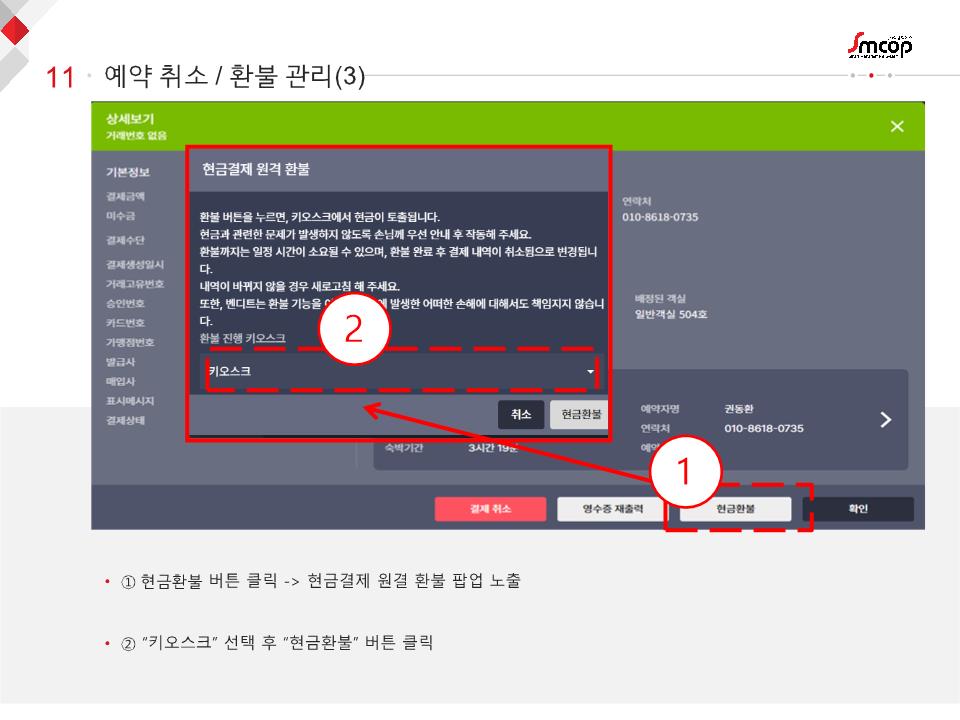 Smcop
11 예약 취소 / 환불 관리(3)
상세보기
거래번호 없음
기본정보
결제금액
미수금
결제수단
결제생성일시
거래고유번호
승인번호
카드번호
가맹점번호
발급사
매입사
표시메시지
결제상태
현금결제 원격 환불
환불 버튼을 누르면, 키오스크에서 현금이 토출됩니다.
현금과 관련한 문제가 발생하지 않도록 손님께 우선 안내 후 작동해 주세요.
환불까지는 일정 시간이 소요될 수 있으며, 환불 완료 후 결제 내역이 취소됨으로 변경됩니
다.
내역이 바뀌지 않을 경우 새로고침 해 주세요.
또한, 벤디트는 환불 기능을 발생한 어떠한 손해에 대해서도 책임지지 않습니
다.
환불 진행 키오스크
2
키오스크
취소
현금환불
연락처
010-8618-0735
배정된 객실
일반객실 504호
예약자명 권동환
연락처 010-8618-0735
숙박기간 3시간 19분
1
결제 취소
영수증 재출력
현금환불
확인
• ① 현금환불 버튼 클릭 -> 현금결제 원결 환불 팝업 노출
• ② “키오스크” 선택 후 “현금환불” 버튼 클릭